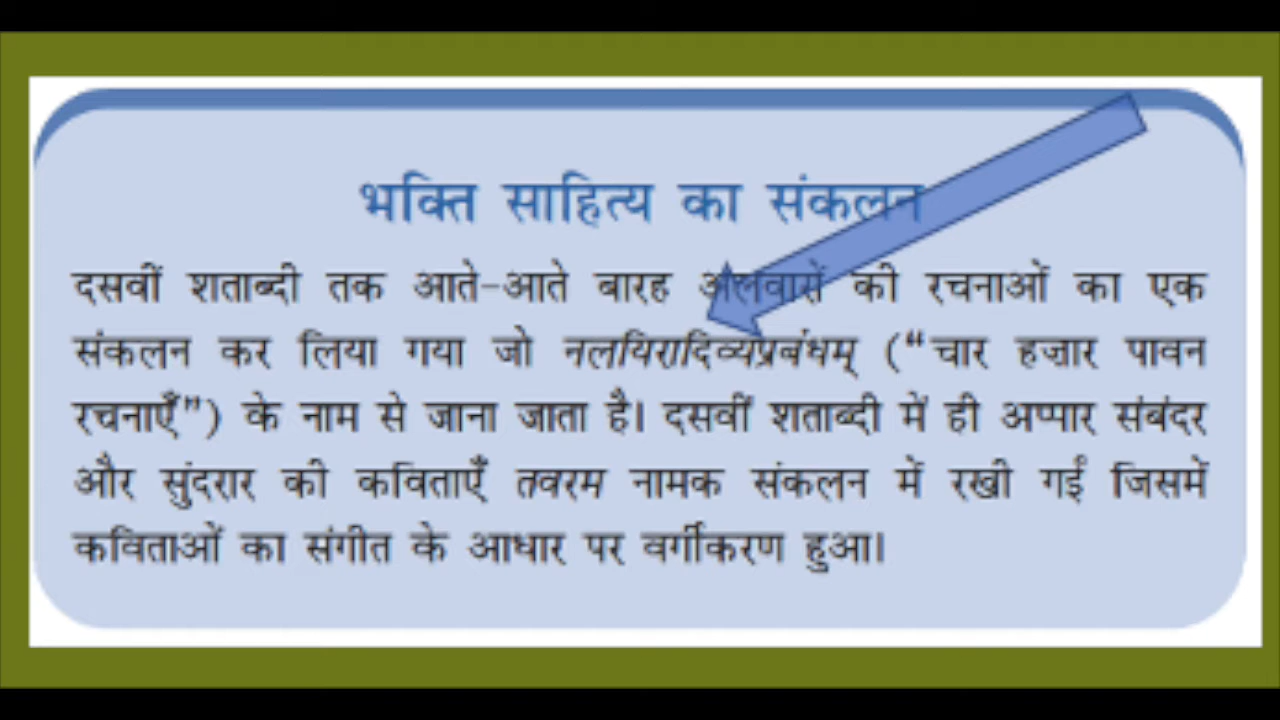 भक्ति साहित्य का संकलन
दसवीं शताब्दी तक आते-आते बारह अलवारों की रचनाओं का एक
संकलन कर लिया गया जो नलयिरादिव्यप्रबंधम् (“चार हज़ार पावन
रचनाएँ”) के नाम से जाना जाता है। दसवीं शताब्दी में ही अप्पार संबंदर
और सुंदरार की कविताएँ तवरम नामक संकलन में रखी गईं जिसमें
कविताओं का संगीत के आधार पर वर्गीकरण हुआ।